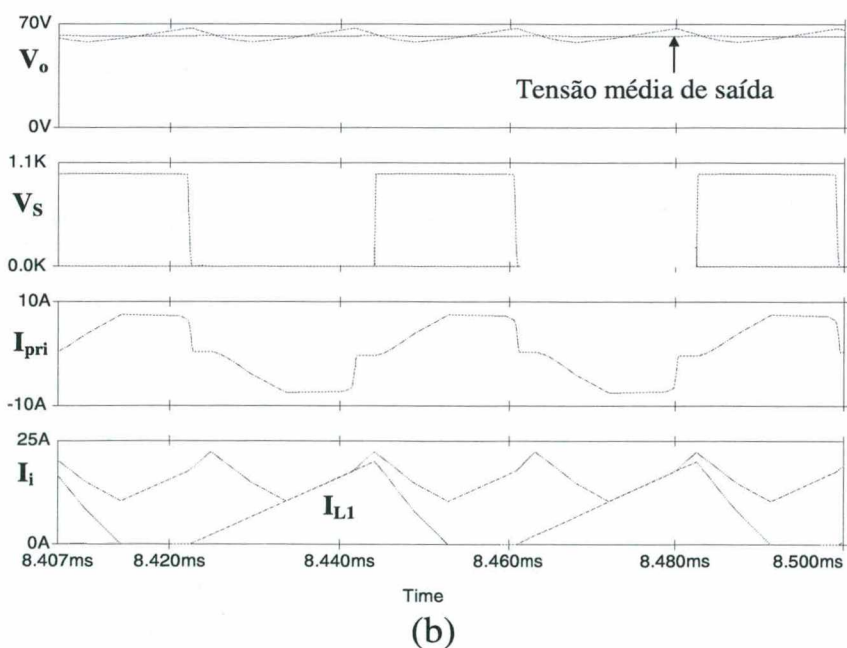 70V
Vo
Tensão média de saída
0V
1.1K
VS
0.0K
10A
Ipri
-10A
25A
Ii
IL1
0A
8.407ms 8.420ms 8.440ms 8.460ms 8.480ms 8.500ms
Time
(b)